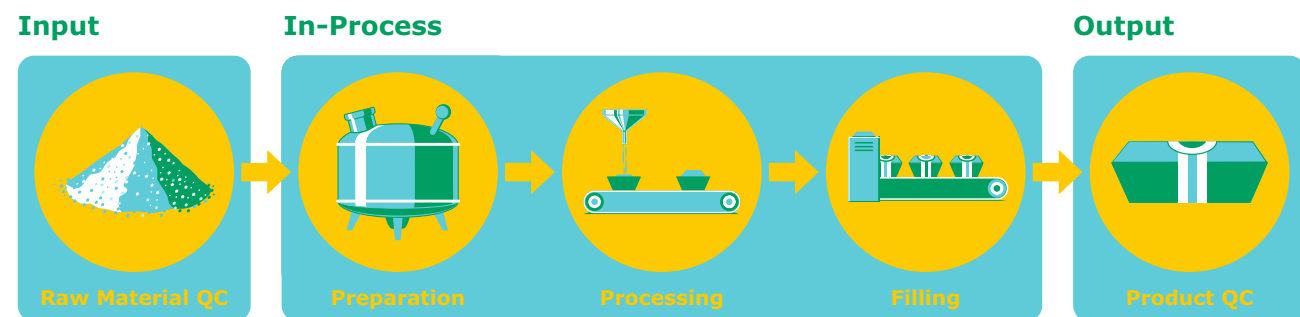 Input
In-Process
Output
Raw Material QC
Preparation
Processing
Filling
Product QC